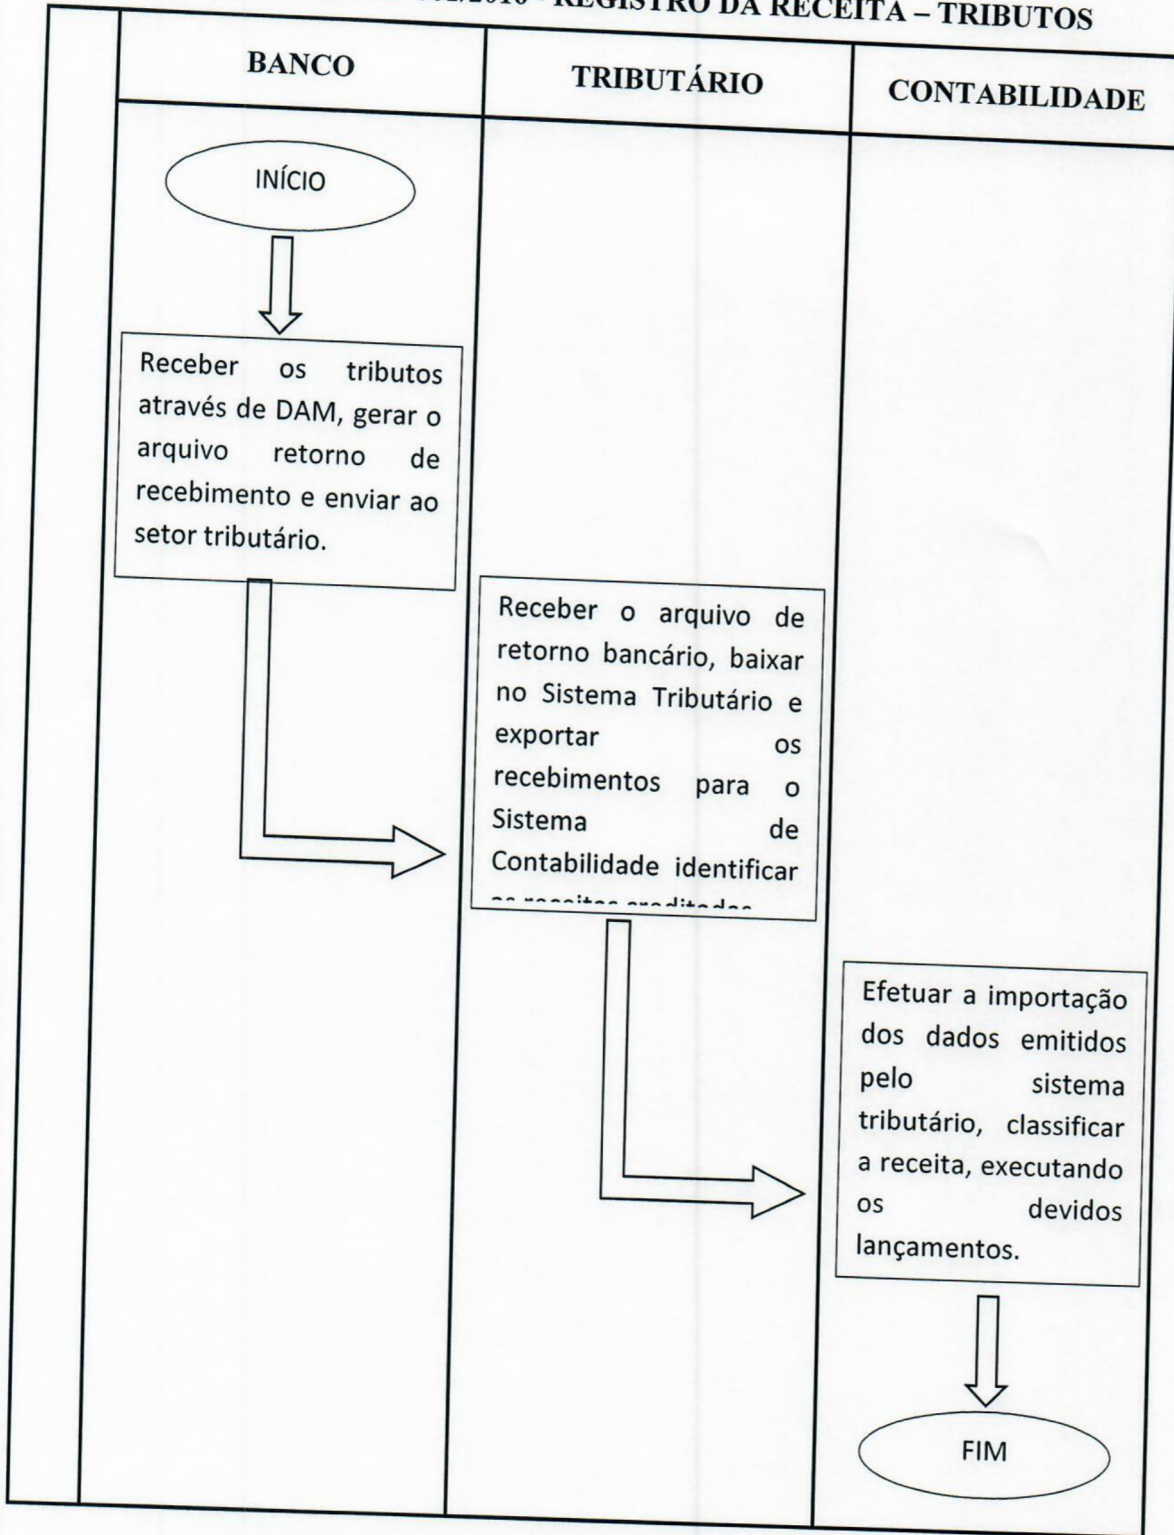 REGISTRO DA RECEITA – TRIBUTOS
BANCO
TRIBUTÁRIO
CONTABILIDADE
INÍCIO
Receber os tributos
através de DAM, gerar o
arquivo retorno de
recebimento e enviar ao
setor tributário.
Receber o arquivo de
retorno bancário, baixar
no Sistema Tributário e
exportar os
recebimentos para o
Sistema de
Contabilidade identificar
Efetuar a importação
dos dados emitidos
pelo sistema
tributário, classificar
a receita, executando
os devidos
lançamentos.
FIM